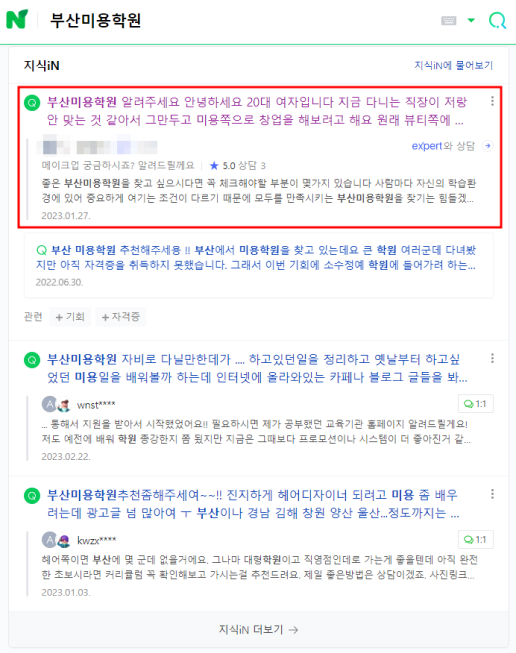 N 부산미용학원
지식iN 지식iN에 물어보기
부산미용학원 알려주세요 안녕하세요 20대 여자입니다 지금 다니는 직장이 저랑
안 맞는 것 같아서 그만두고 미용쪽으로 창업을 해보려고 해요 원래 뷰티쪽에 ...
expert와 상담
메이크업 궁금하시죠? 알려드릴께요 ★ 5.0 상담 3
좋은 부산미용학원을 찾고 싶으시다면 꼭 체크해야할 부분이 몇가지 있습니다 사람마다 자신의 학습환
경에 있어 중요하게 여기는 조건이 다르기 때문에 모두를 만족시키는 부산미용학원을 찾기는 힘들겠...
2023.01.27.
부산 미용학원 추천해주세용 !! 부산에서 미용학원을 찾고 있는데요 큰 학원 여러군데 다녀봤
지만 아직 자격증을 취득하지 못했습니다. 그래서 이번 기회에 소수정예 학원에 들어가려 하는...
2022.06.30.
관련 + 기회 + 자격증
부산미용학원 자비로 다닐만한데가 .... 하고있던일을 정리하고 옛날부터 하고싶
었던 미용일을 배워볼까 하는데 인터넷에 올라와있는 카페나 블로그 글들을 봐...
A wnst**** 1:1
... 통해서 지원을 받아서 시작했었어요!! 필요하시면 제가 공부했던 교육기관 홈페이지 알려드릴게요!
저도 예전에 배워 학원 종강한지 쫌 됬지만 지금은 그때보다 프로모션이나 시스템이 더 좋아진거 같...
2023.02.22.
부산미용학원추천좀해주세여~~!! 진지하게 헤어디자이너 되려고 미용 좀 배우
려는데 광고글 넘 많아여 ㅜ 부산이나 경남 김해 창원 양산 울산...정도까지는 ...
A kwzx**** 1:1
헤어쪽이면 부산에 몇 군데 없을거에요. 그나마 대형학원이고 직영점인데로 가는게 좋을텐데 아직 완전
한 초보시라면 커리큘럼 꼭 확인해보고 가시는걸 추천드려요. 제일 좋은방법은 상담이겠죠. 사진링크...
2023.01.03.
지식iN 더보기 →